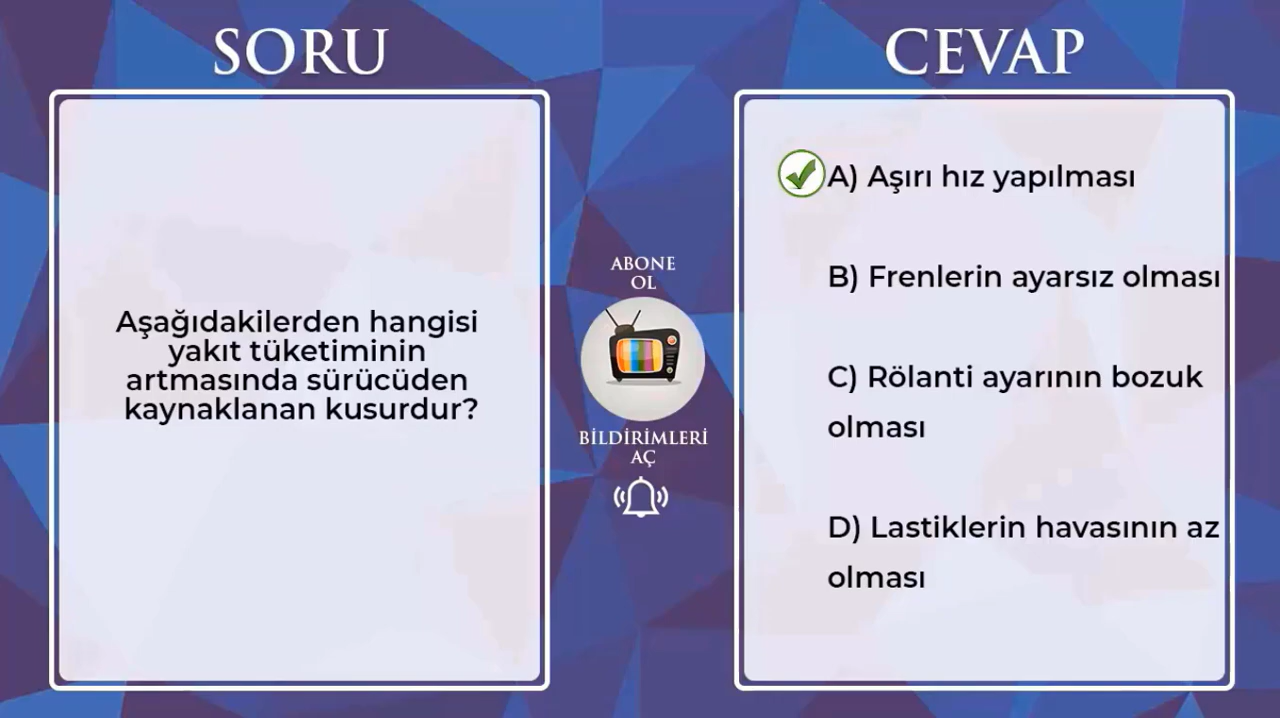 SORU
Aşağıdakilerden hangisi
yakıt tüketiminin
artmasında sürücüden
kaynaklanan kusurdur?
ABONE
OL
BİLDİRİMLERİ
AÇ
CEVAP
A) Aşırı hız yapılması
B) Frenlerin ayarsız olması
C) Rölanti ayarının bozuk
olması
D) Lastiklerin havasının az
olması